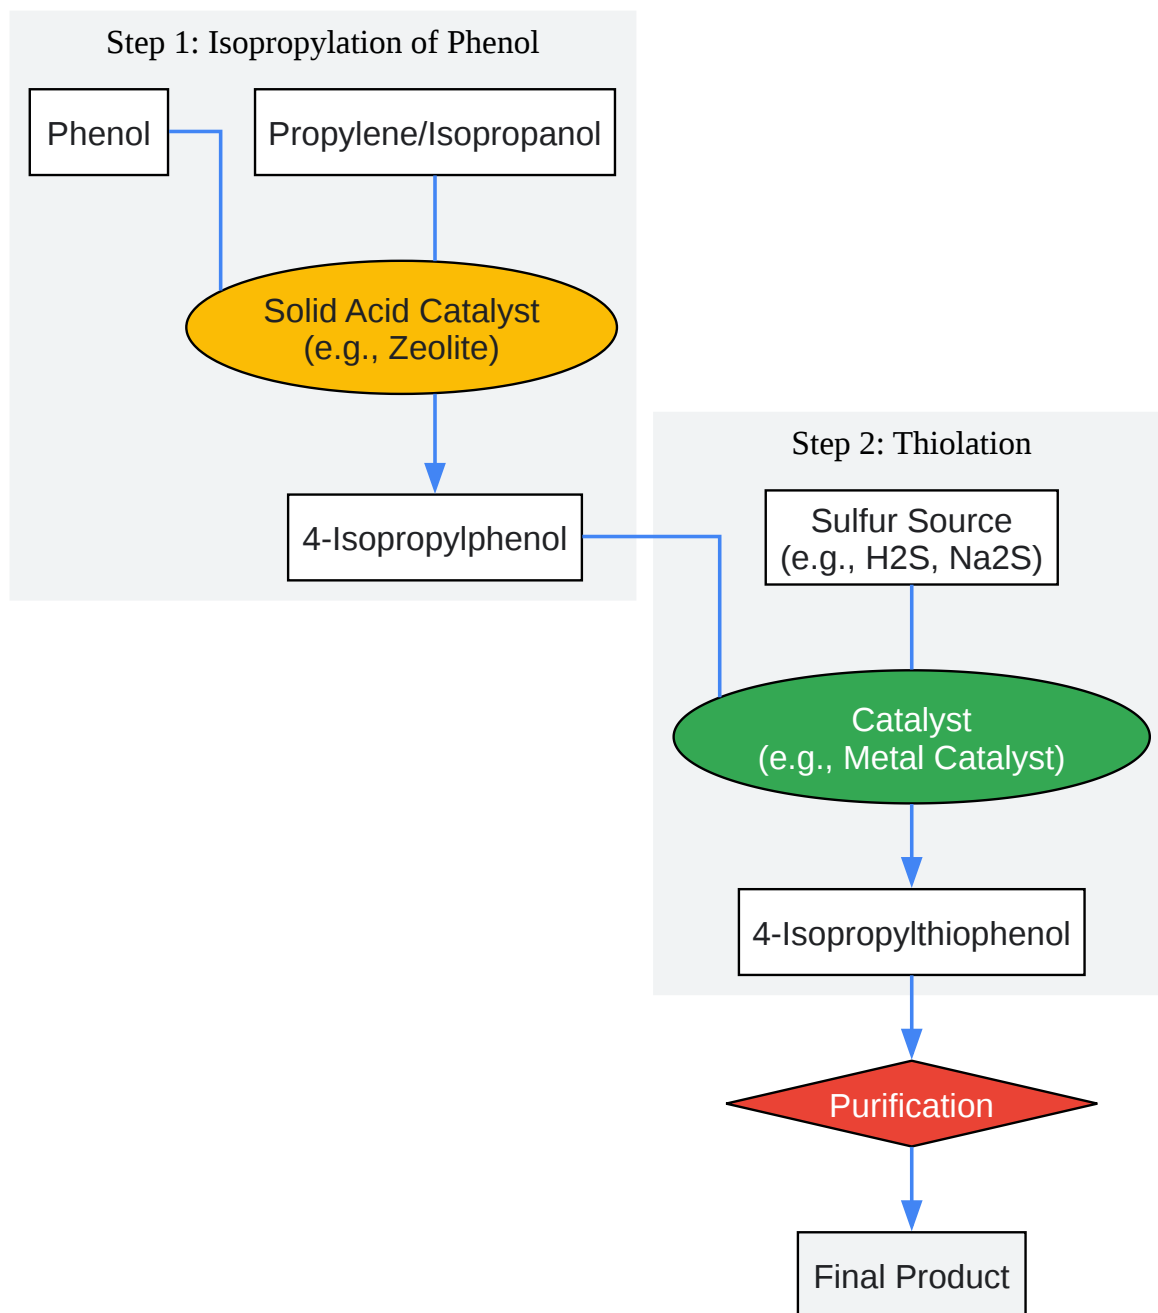 Step 1: Isopropylation of Phenol
Phenol
Propylene/Isopropanol
Solid Acid Catalyst
(e.g., Zeolite)
4-Isopropylphenol
Step 2: Thiolation
Sulfur Source
(e.g., H2S, Na2S)
Catalyst
(e.g., Metal Catalyst)
4-Isopropylthiophenol
Purification
Final Product